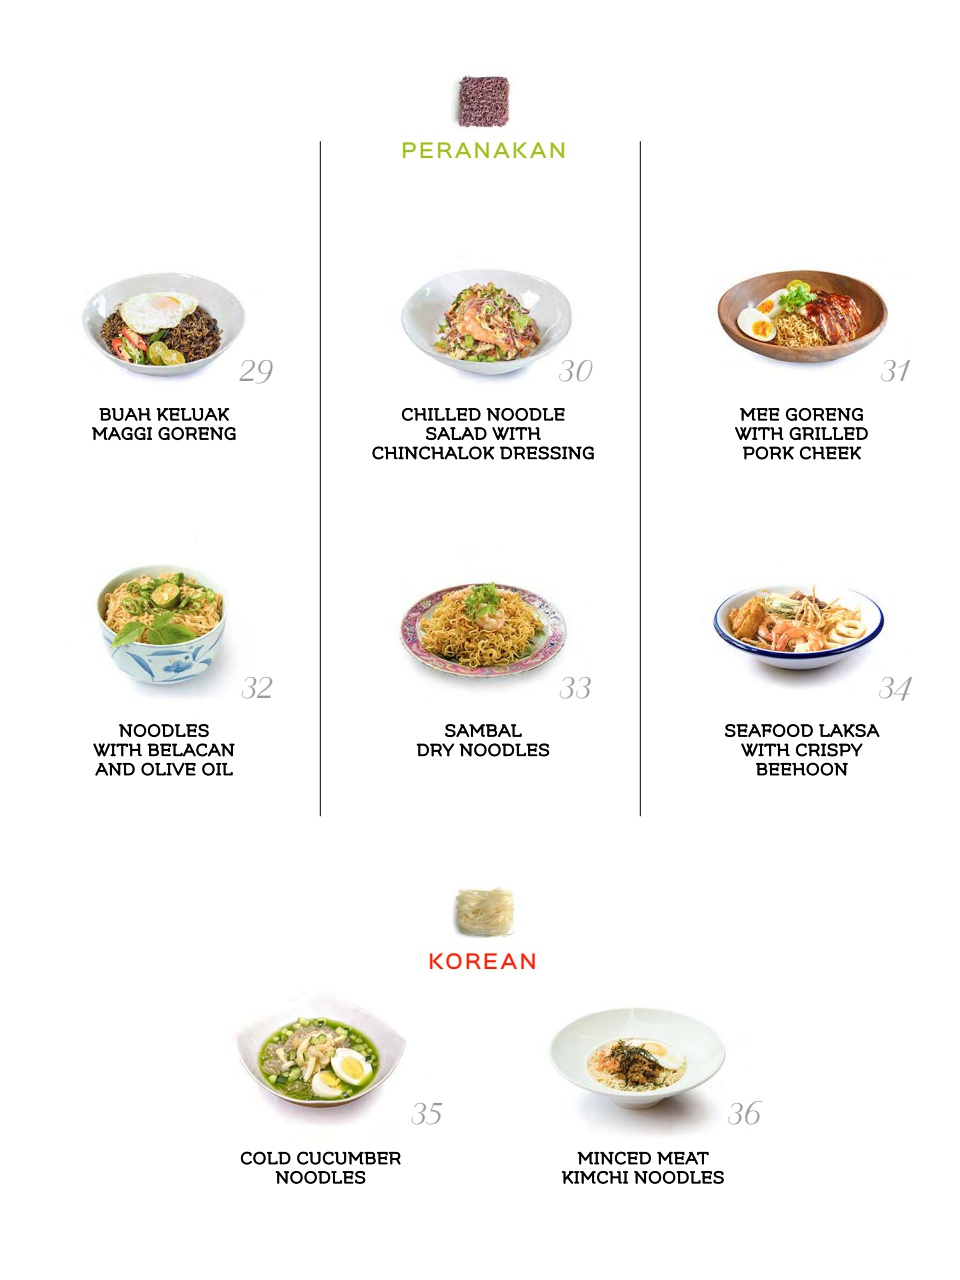 PERANAKAN
29
BUAH KELUAK
MAGGI GORENG
30
CHILLED NOODLE
SALAD WITH
CHINCHALOK DRESSING
31
MEE GORENG
WITH GRILLED
PORK CHEEK
32
NOODLES
WITH BELACAN
AND OLIVE OIL
33
SAMBAL
DRY NOODLES
34
SEAFOOD LAKSA
WITH CRISPY
BEEHOON
KOREAN
35
COLD CUCUMBER
NOODLES
36
MINCED MEAT
KIMCHI NOODLES